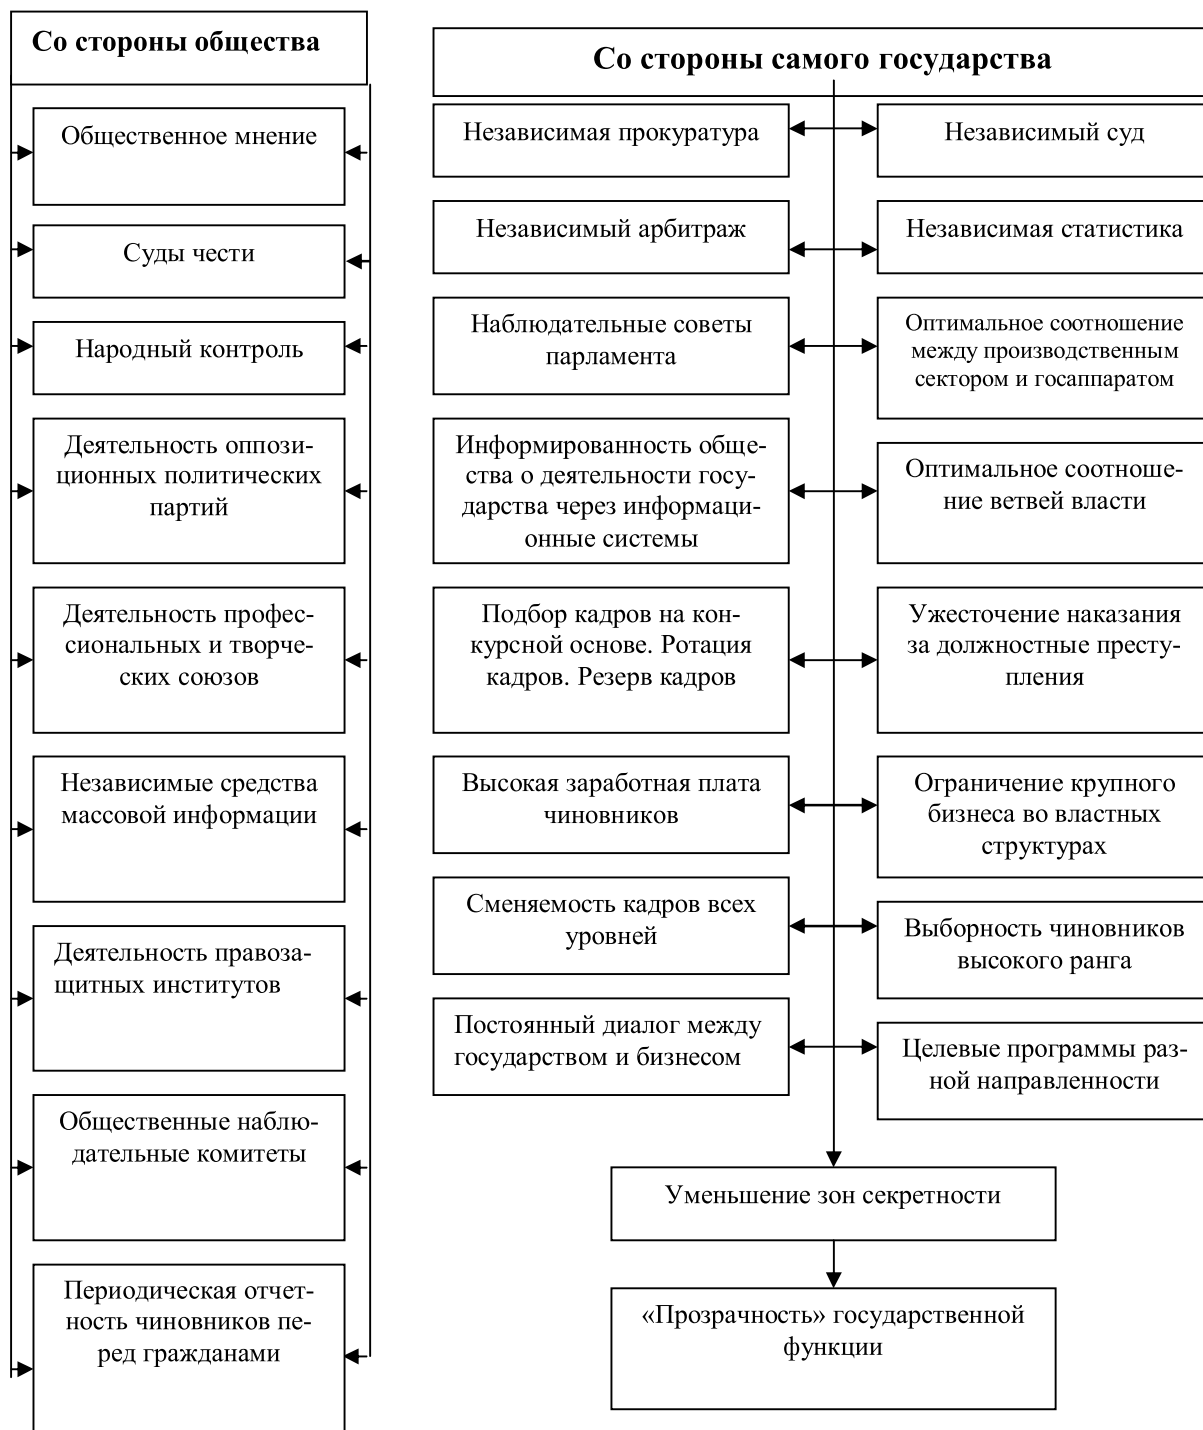 Со стороны общества
Общественное мнение
Суды чести
Народный контроль
Деятельность оппози-
ционных политических
партий
Деятельность профес-
сиональных и творче-
ских союзов
Независимые средства
массовой информации
Деятельность правоза-
щитных институтов
Общественные наблю-
дательные комитеты
Периодическая отчет-
ность чиновников пе-
ред гражданами
Со стороны самого государства
Независимая прокуратура
Независимый суд
Независимый арбитраж
Независимая статистика
Наблюдательные советы
парламента
Оптимальное соотношение
между производственным
сектором и госаппаратом
Информированность обще-
ства о деятельности госу-
дарства через информаци-
онные системы
Оптимальное соотноше-
ние ветвей власти
Подбор кадров на кон-
курсной основе. Ротация
кадров. Резерв кадров
Ужесточение наказания
за должностные престу-
пления
Высокая заработная плата
чиновников
Ограничение крупного
бизнеса во властных
структурах
Сменяемость кадров всех
уровней
Выборность чиновников
высокого ранга
Постоянный диалог между
государством и бизнесом
Целевые программы раз-
ной направленности
Уменьшение зон секретности
«Прозрачность» государственной
функции